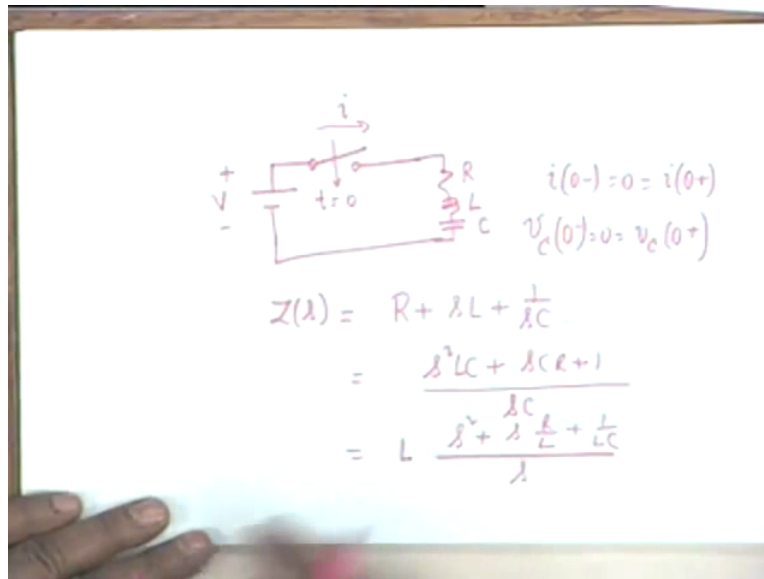 i
+
V
-
t=0
R
L
C
i(0-)=0=i(0+)
v_C(0-)=0=v_C(0+)
Z(s) = R + sL + 1/sC
= (s²LC + sCR + 1)/sC
= L (s² + s R/L + 1/LC)/s